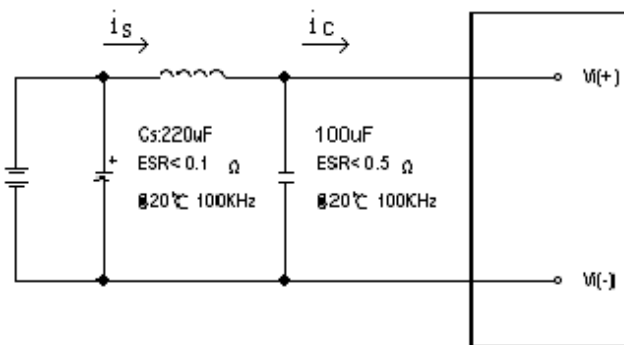 is
ic
Vi(+)
Cs:220uF
ESR< 0.1 Ω
@20℃ 100KHz
+
100uF
ESR< 0.5 Ω
@20℃ 100KHz
Vi(-)